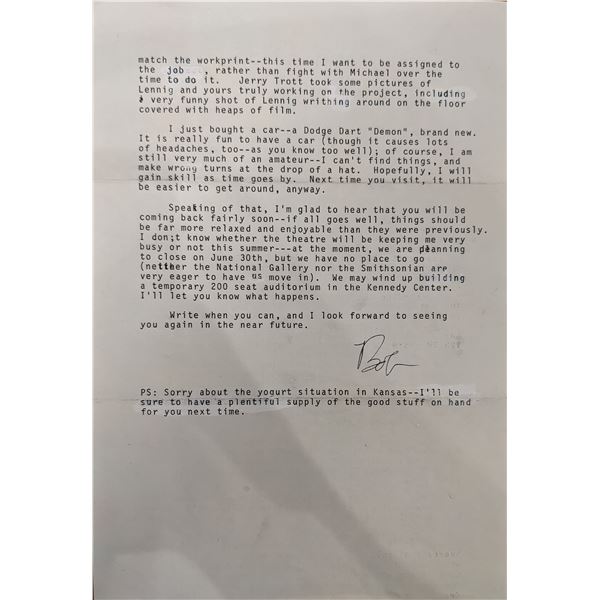 match the workprint--this time I want to be assigned to
the job , rather than fight with Michael over the
time to do it. Jerry Trott took some pictures of
Lennig and yours truly working on the project, including
a very funny shot of Lennig writhing around on the floor
covered with heaps of film.
I just bought a car--a Dodge Dart "Demon", brand new.
It is really fun to have a car (though it causes lots
of headaches, too--as you know too well); of course, I am
still very much of an amateur--I can't find things, and
make wrong turns at the drop of a hat. Hopefully, I will
gain skill as time goes by. Next time you visit, it will
be easier to get around, anyway.
Speaking of that, I'm glad to hear that you will be
coming back fairly soon--if all goes well, things should
be far more relaxed and enjoyable than they were previously.
I don;t know whether the theatre will be keeping me very
busy or not this summer---at the moment, we are planning
to close on June 30th, but we have no place to go
(neither the National Gallery nor the Smithsonian are
very eager to have us move in). We may wind up building
a temporary 200 seat auditorium in the Kennedy Center.
I'll let you know what happens.
Write when you can, and I look forward to seeing
you again in the near future.
Bob
PS: Sorry about the yogurt situation in Kansas--I'll be
sure to have a plentiful supply of the good stuff on hand
for you next time.